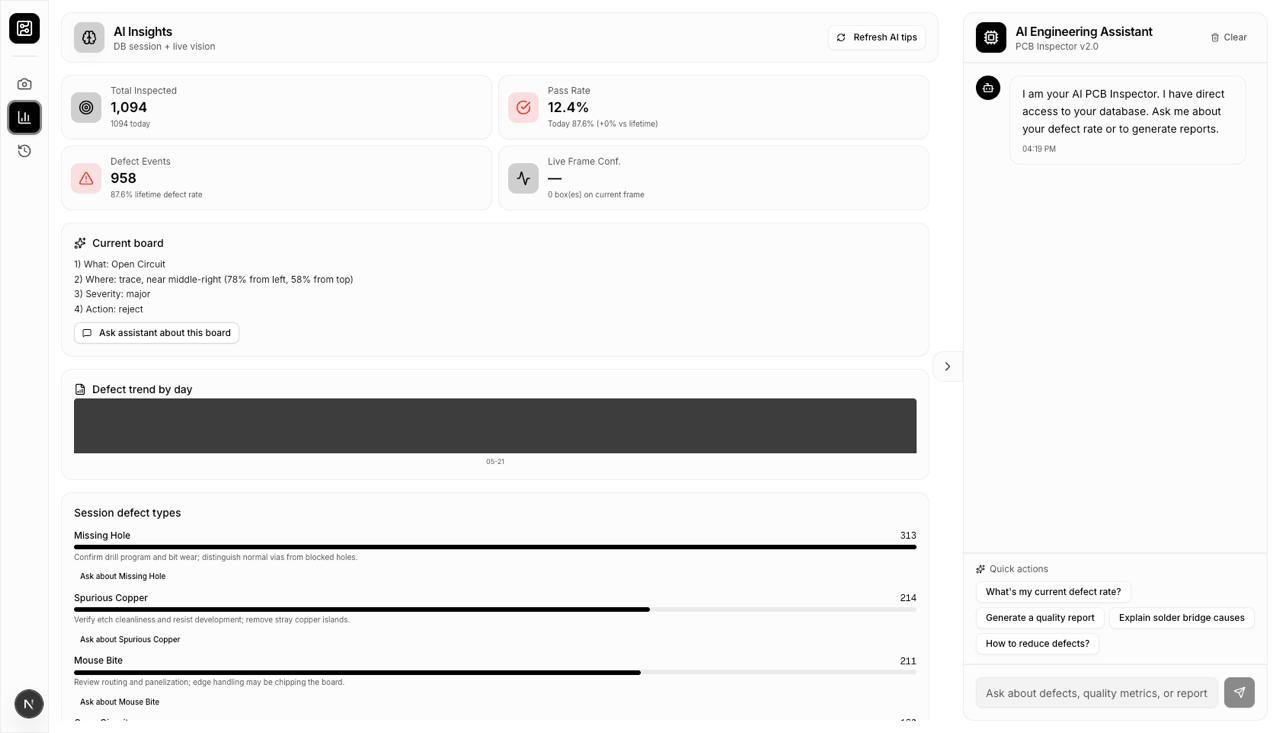 AI Insights
DB session + live vision
Refresh AI tips
Total Inspected
1,094
1094 today
Pass Rate
12.4%
Today 87.6% (+0% vs lifetime)
Defect Events
958
87.6% lifetime defect rate
Live Frame Conf.
—
0 box(es) on current frame
Current board
1) What: Open Circuit
2) Where: trace, near middle-right (78% from left, 58% from top)
3) Severity: major
4) Action: reject
Ask assistant about this board
Defect trend by day
05-21
Session defect types
Missing Hole 313
Confirm drill program and bit wear; distinguish normal vias from blocked holes.
Ask about Missing Hole
Spurious Copper 214
Verify etch cleanliness and resist development; remove stray copper islands.
Ask about Spurious Copper
Mouse Bite 211
Review routing and panelization; edge handling may be chipping the board.
Ask about Mouse Bite
N
AI Engineering Assistant
PCB Inspector v2.0
Clear
I am your AI PCB Inspector. I have direct
access to your database. Ask me about
your defect rate or to generate reports.
04:19 PM
Quick actions
What's my current defect rate?
Generate a quality report
Explain solder bridge causes
How to reduce defects?
Ask about defects, quality metrics, or report